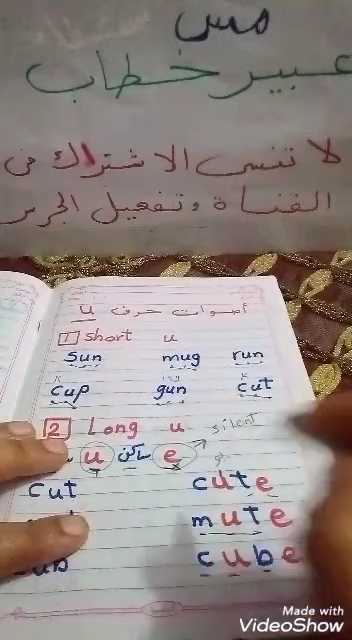 مس
عبير خطاب
لا تنسى الاشتراك فى
القناة وتفعيل الجرس
أصوات حرف u
1 short u
sun mug run
cup gun cut
2 Long u silent
u ساكن e
cut cute
mute
cube
Made with
VideoShow